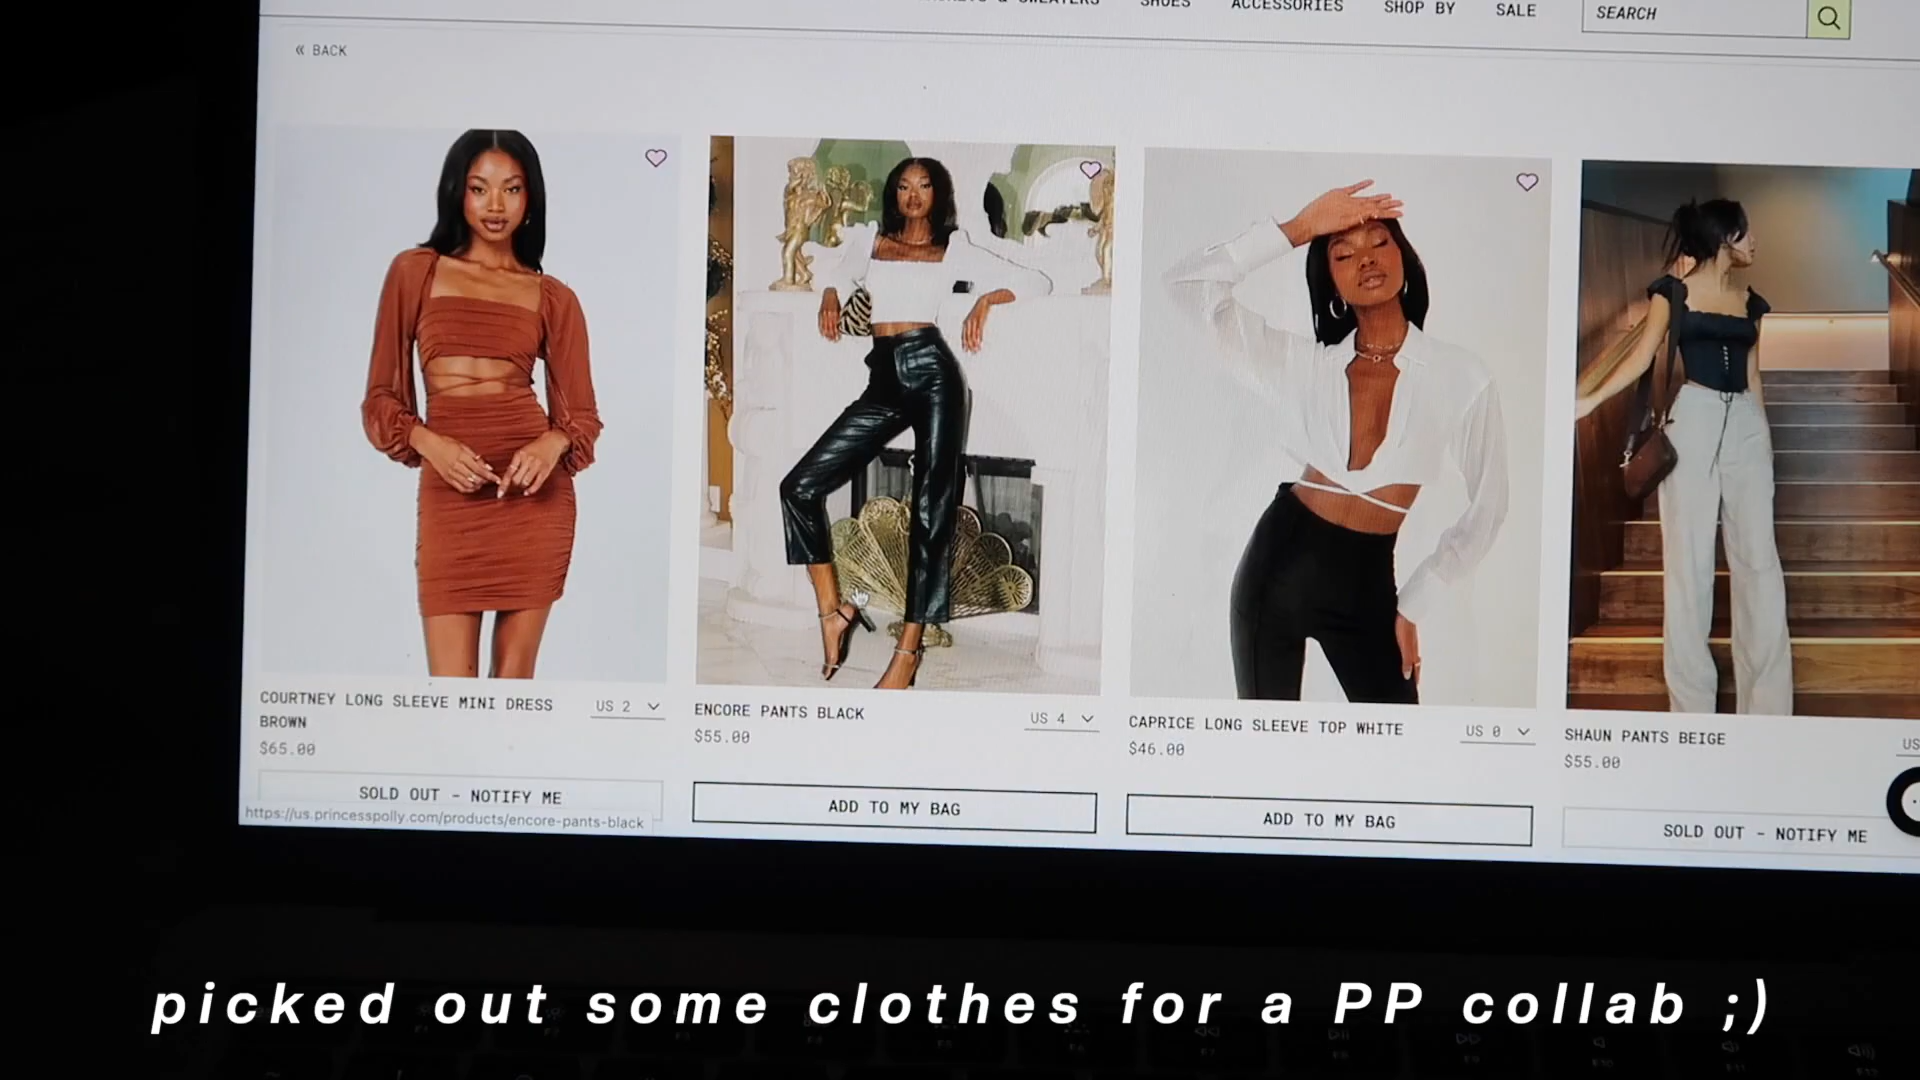 SHOES
ACCESSORIES
SHOP BY
SALE
SEARCH
« BACK
COURTNEY LONG SLEEVE MINI DRESS
BROWN
US 2
$65.00
SOLD OUT - NOTIFY ME
ENCORE PANTS BLACK
US 4
$55.00
ADD TO MY BAG
CAPRICE LONG SLEEVE TOP WHITE
US 0
$46.00
ADD TO MY BAG
SHAUN PANTS BEIGE
US
$55.00
SOLD OUT - NOTIFY ME
https://us.princesspolly.com/products/encore-pants-black
picked out some clothes for a PP collab ;)